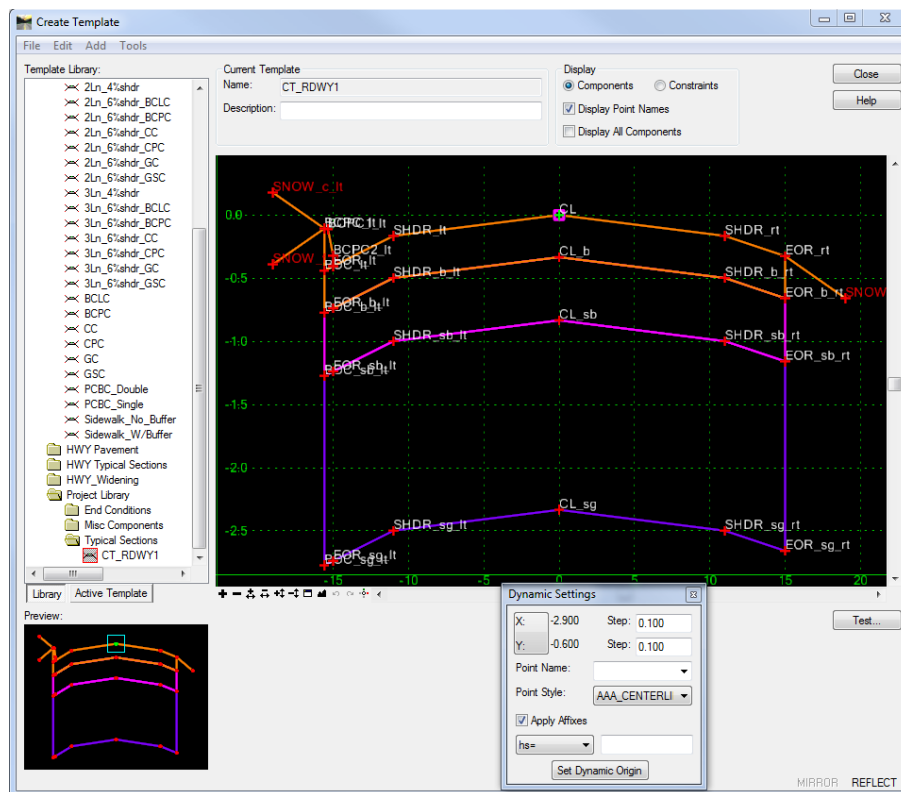 Create Template
File Edit Add Tools
Template Library:
2Ln_4%shdr
2Ln_6%shdr_BCLC
2Ln_6%shdr_BCPC
2Ln_6%shdr_CC
2Ln_6%shdr_CPC
2Ln_6%shdr_GC
2Ln_6%shdr_GSC
3Ln_4%shdr
3Ln_6%shdr_BCLC
3Ln_6%shdr_BCPC
3Ln_6%shdr_CC
3Ln_6%shdr_CPC
3Ln_6%shdr_GC
3Ln_6%shdr_GSC
BCLC
BCPC
CC
CPC
GC
GSC
PCBC_Double
PCBC_Single
Sidewalk_No_Buffer
Sidewalk_W/Buffer
HWY Pavement
HWY Typical Sections
HWY_Widening
Project Library
End Conditions
Misc Components
Typical Sections
CT_RDWY1
Library Active Template
Current Template
Name: CT_RDWY1
Description:
Display
Components Constraints
Display Point Names
Display All Components
Close
Help
SNOW_c_lt
0.0
SHDR_lt
CL
SHDR_rt
BCPC2_lt
EOR_rt
CL_b
-0.5
SHDR_b_lt
SHDR_b_rt
EOR_b_rt
SNOW
CL_sb
-1.0
SHDR_sb_lt
SHDR_sb_rt
EOR_sb_rt
-1.5
-2.0
CL_sg
-2.5
SHDR_sg_lt
SHDR_sg_rt
EOR_sg_rt
-15 -10 -5 0 5 10 15 20
Preview:
Test...
Dynamic Settings
X: -2.900 Step: 0.100
Y: -0.600 Step: 0.100
Point Name:
Point Style: AAA_CENTERLI
Apply Affixes
hs=
Set Dynamic Origin
MIRROR REFLECT